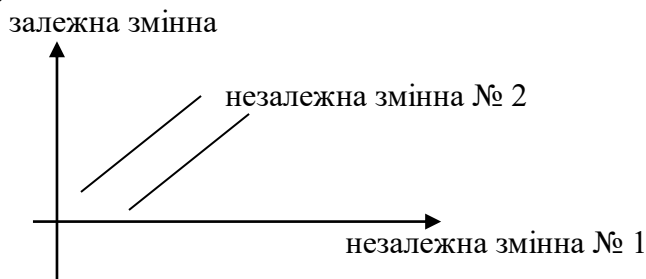 залежна змінна
незалежна змінна № 2
незалежна змінна № 1